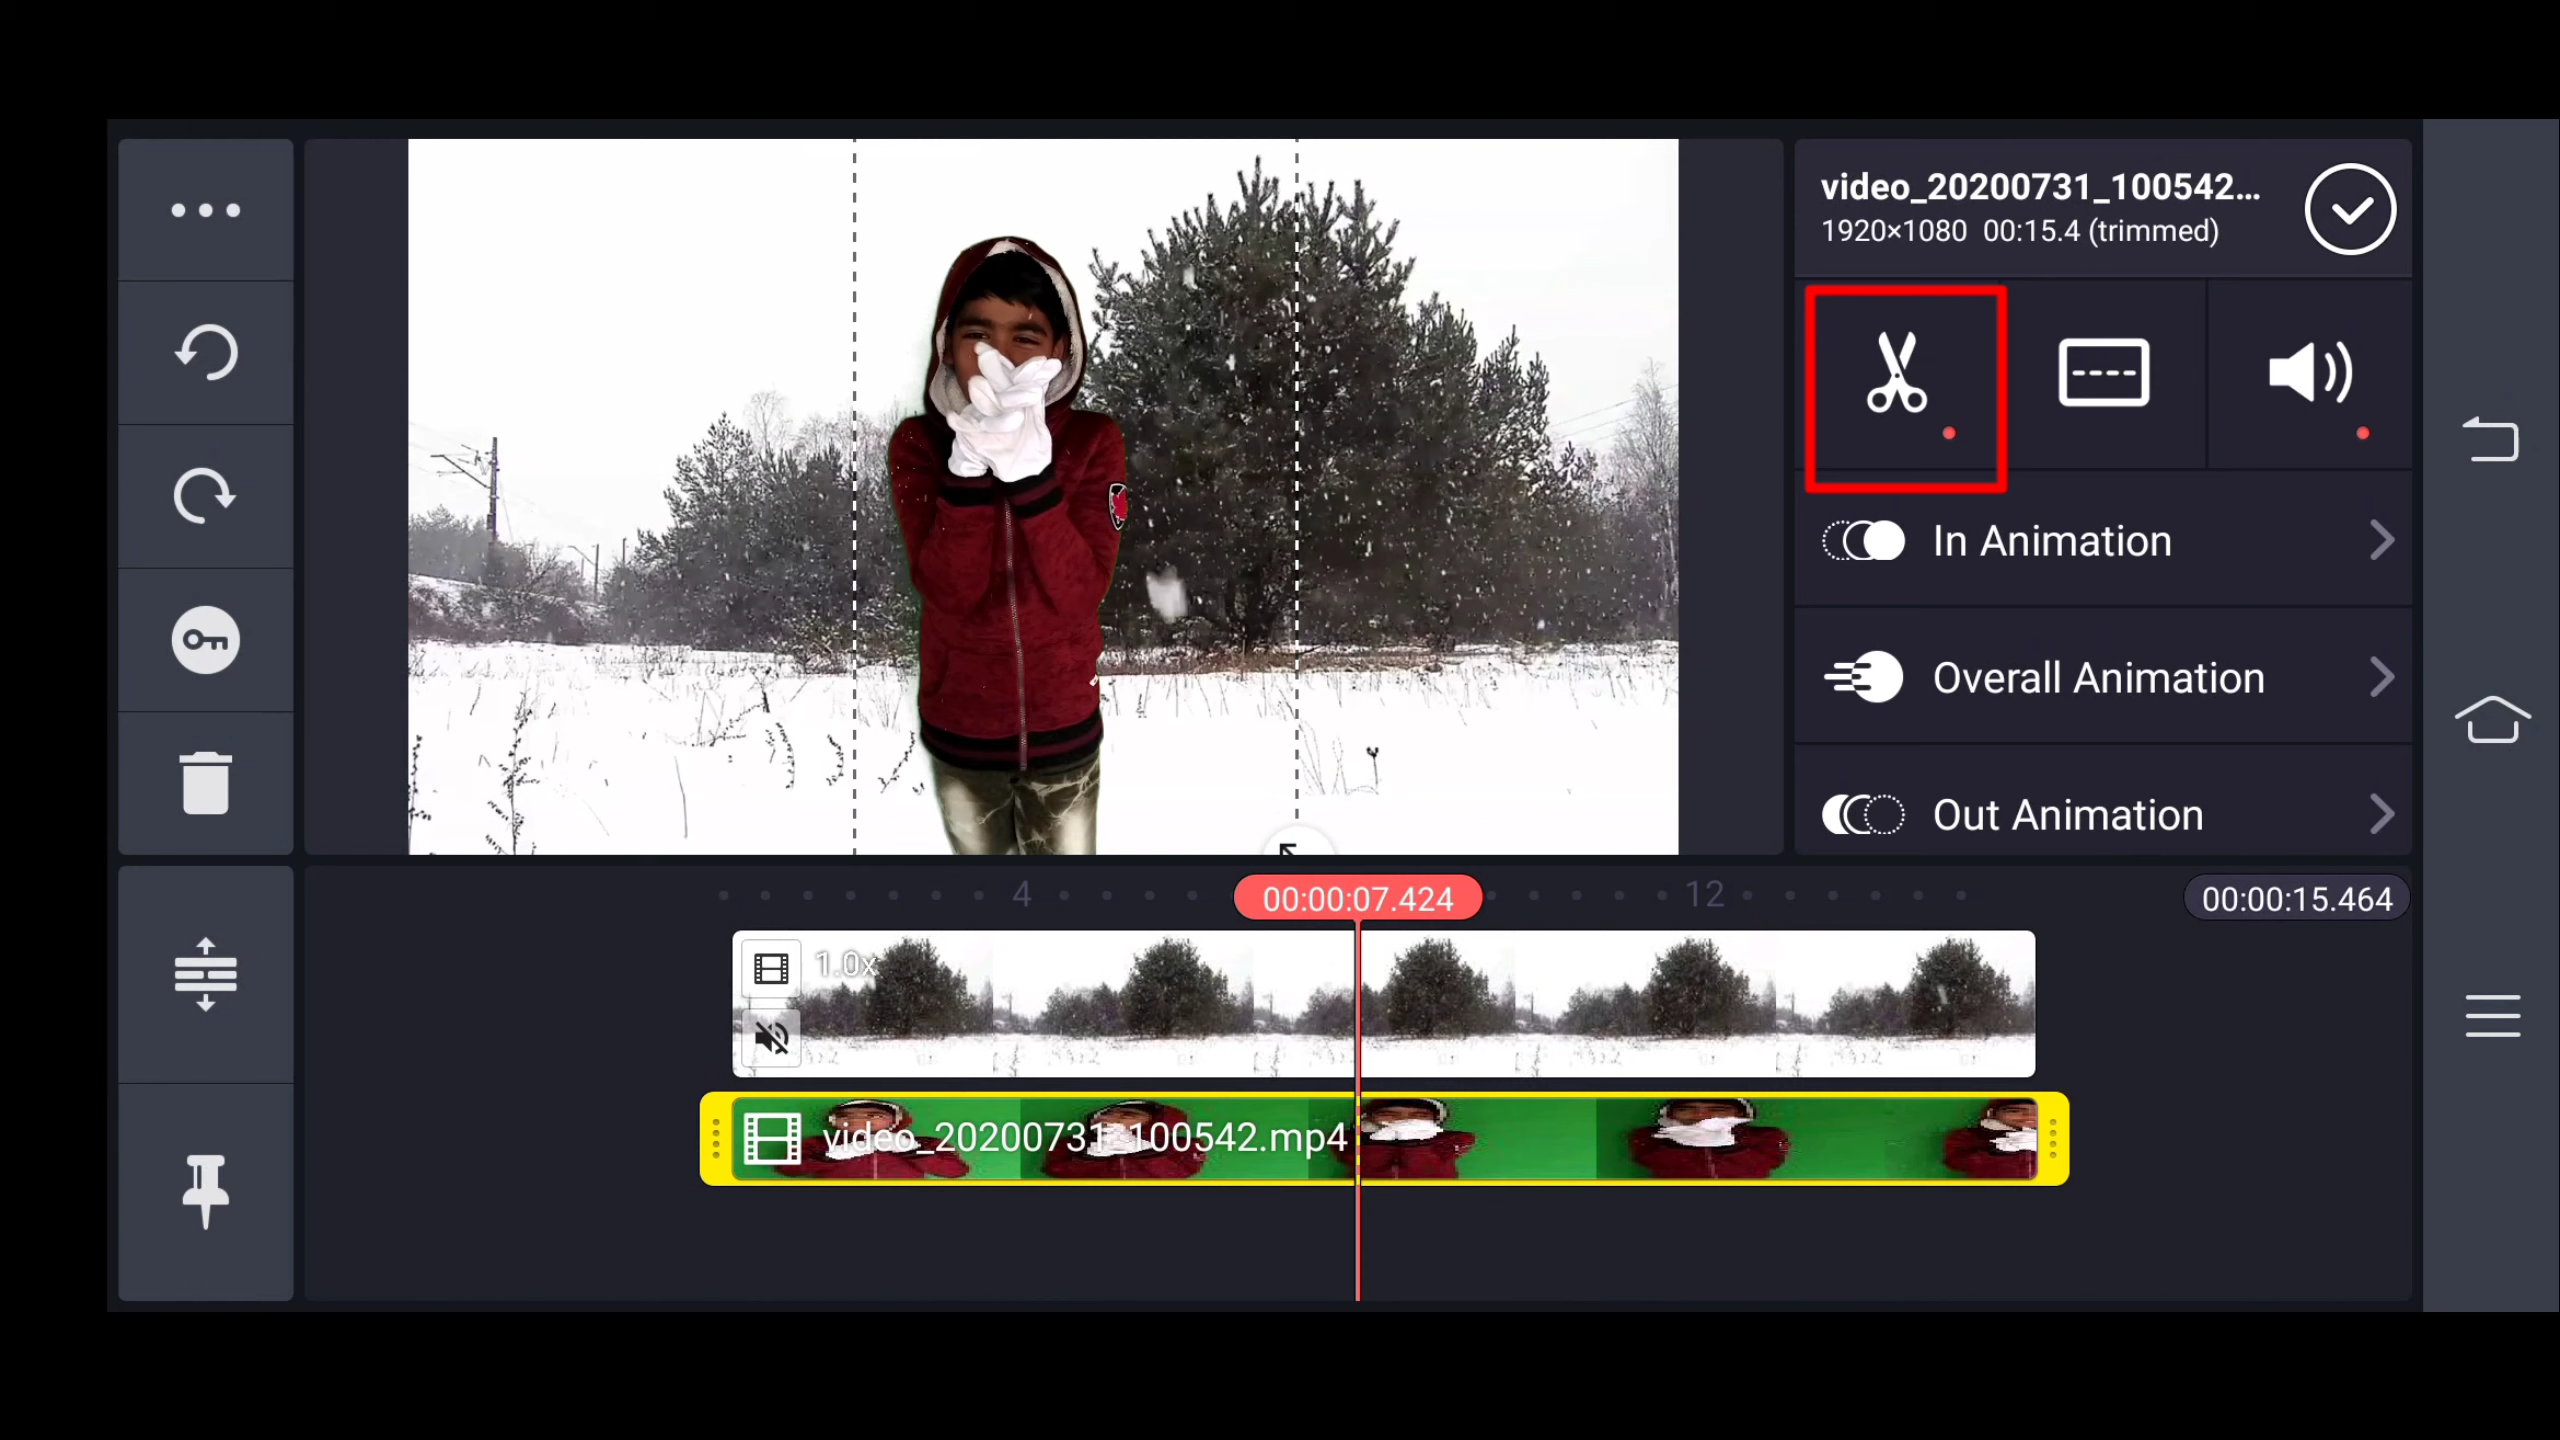 video_20200731_100542...
1920×1080 00:15.4 (trimmed)
In Animation
Overall Animation
Out Animation
4
00:00:07.424
12
00:00:15.464
1.0x
video_20200731_100542.mp4